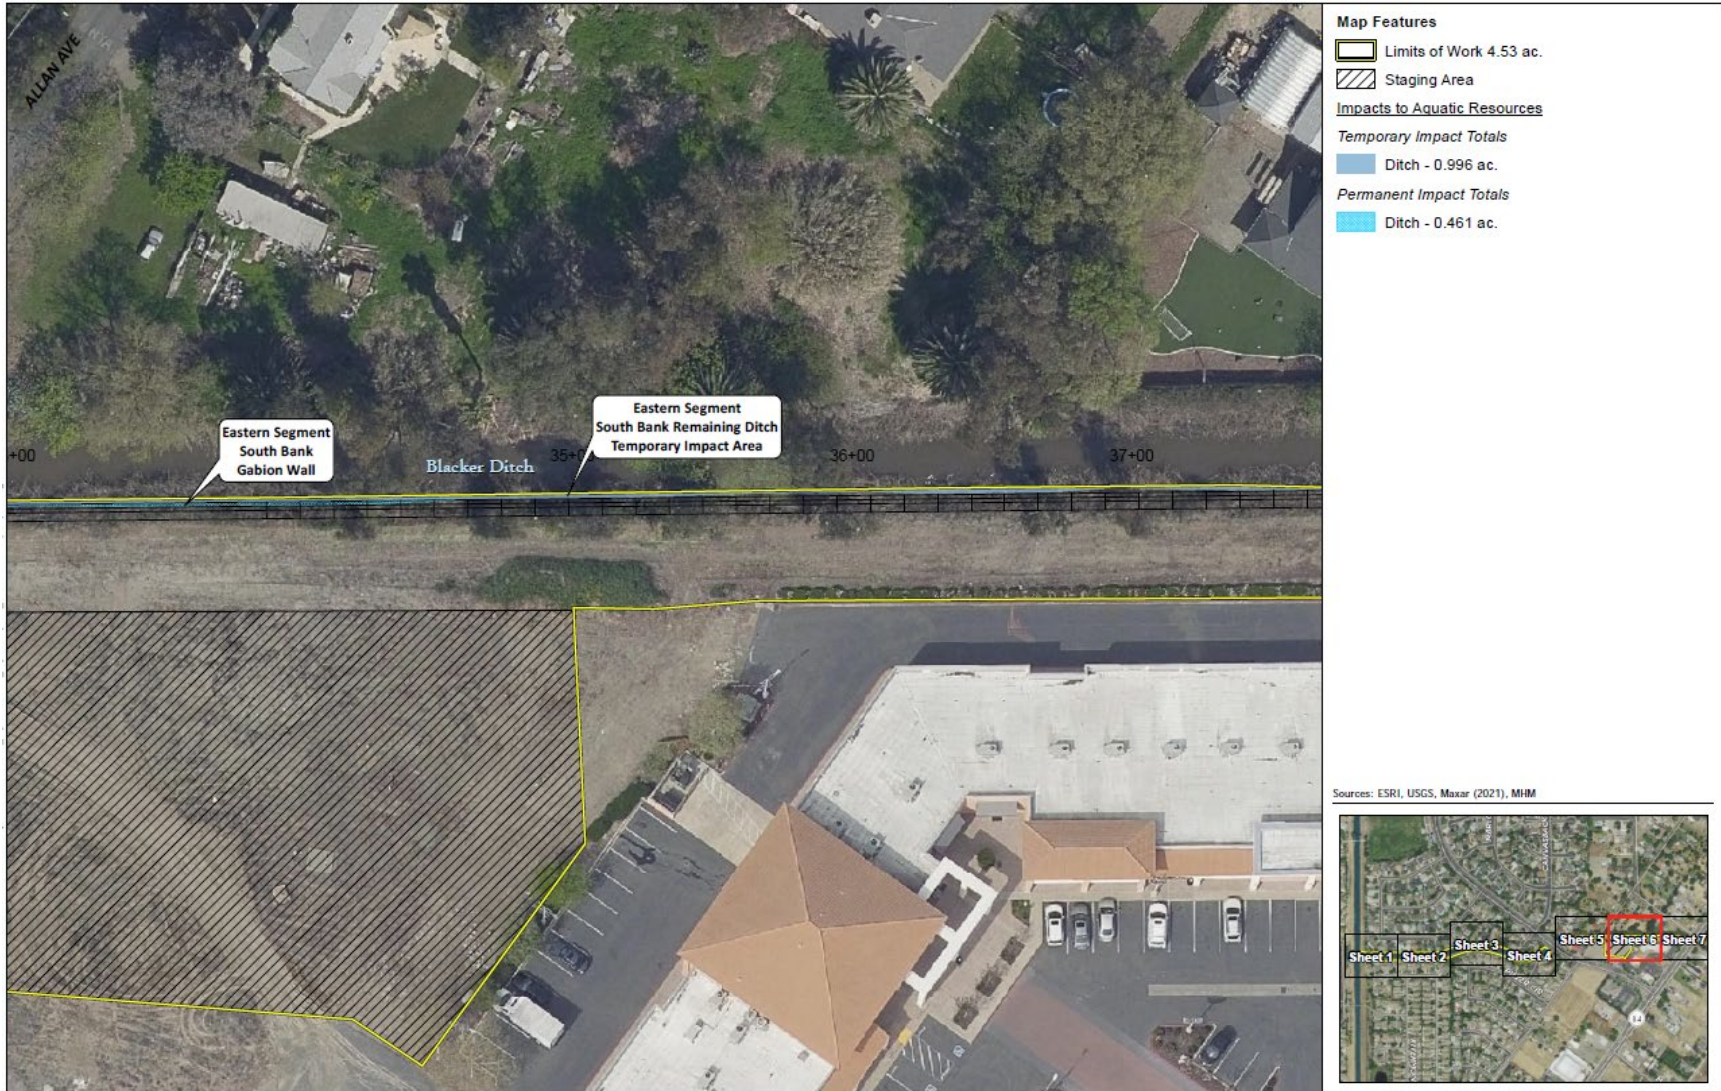 ALLAN AVE
Eastern Segment
South Bank
Gabion Wall
Eastern Segment
South Bank Remaining Ditch
Temporary Impact Area
+00
Blacker Ditch
35+00
36+00
37+00
Map Features
Limits of Work 4.53 ac.
Staging Area
Impacts to Aquatic Resources
Temporary Impact Totals
Ditch - 0.996 ac.
Permanent Impact Totals
Ditch - 0.461 ac.
Sources: ESRI, USGS, Maxar (2021), MHM
Sheet 1
Sheet 2
Sheet 3
Sheet 4
Sheet 5
Sheet 6
Sheet 7
84